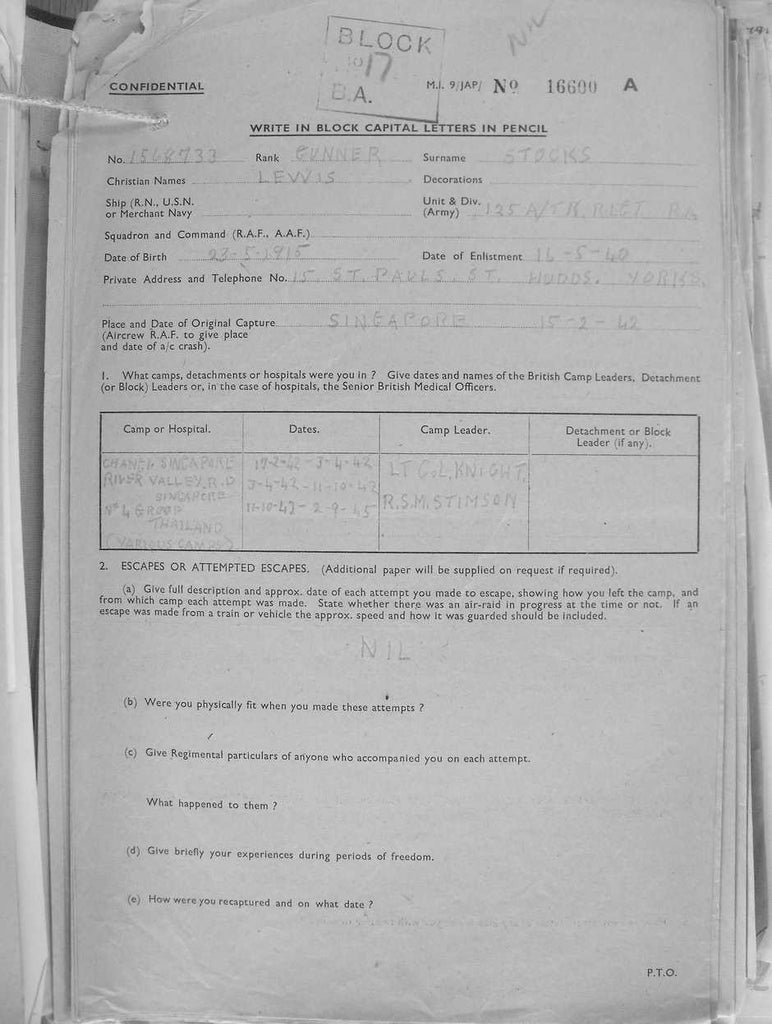 NIL
BLOCK
17
B.A.
CONFIDENTIAL
M.I. 9/JAP/ No 16600 A
WRITE IN BLOCK CAPITAL LETTERS IN PENCIL
No. 1568733 Rank GUNNER Surname STOCKS
Christian Names LEWIS Decorations
Ship (R.N., U.S.N. or Merchant Navy
Unit & Div. (Army) 125 A/TK. RGT RA
Squadron and Command (R.A.F., A.A.F.)
Date of Birth 23-5-1915 Date of Enlistment 16-5-40
Private Address and Telephone No. 15, ST. PAULS. ST. HUDDS. YORKS.
Place and Date of Original Capture SINGAPORE 15-2-42
(Aircrew R.A.F. to give place
and date of a/c crash).
1. What camps, detachments or hospitals were you in ? Give dates and names of the British Camp Leaders, Detachment
(or Block) Leaders or, in the case of hospitals, the Senior British Medical Officers.
Camp or Hospital. Dates. Camp Leader. Detachment or Block
Leader (if any).
SINGAPORE 17-2-42-3-4-42 LT COL. KNIGHT.
RIVER VALLEY. R.D 3-4-42-11-10-42
SINGAPORE
No 4 GROUP 11-10-42-2-9-45 R.S.M. STIMSON
THAILAND
(VARIOUS CAMPS)
2. ESCAPES OR ATTEMPTED ESCAPES. (Additional paper will be supplied on request if required).
(a) Give full description and approx. date of each attempt you made to escape, showing how you left the camp, and
from which camp each attempt was made. State whether there was an air-raid in progress at the time or not. If an
escape was made from a train or vehicle the approx. speed and how it was guarded should be included.
NIL
(b) Were you physically fit when you made these attempts ?
(c) Give Regimental particulars of anyone who accompanied you on each attempt.
What happened to them ?
(d) Give briefly your experiences during periods of freedom.
(e) How were you recaptured and on what date ?
P.T.O.